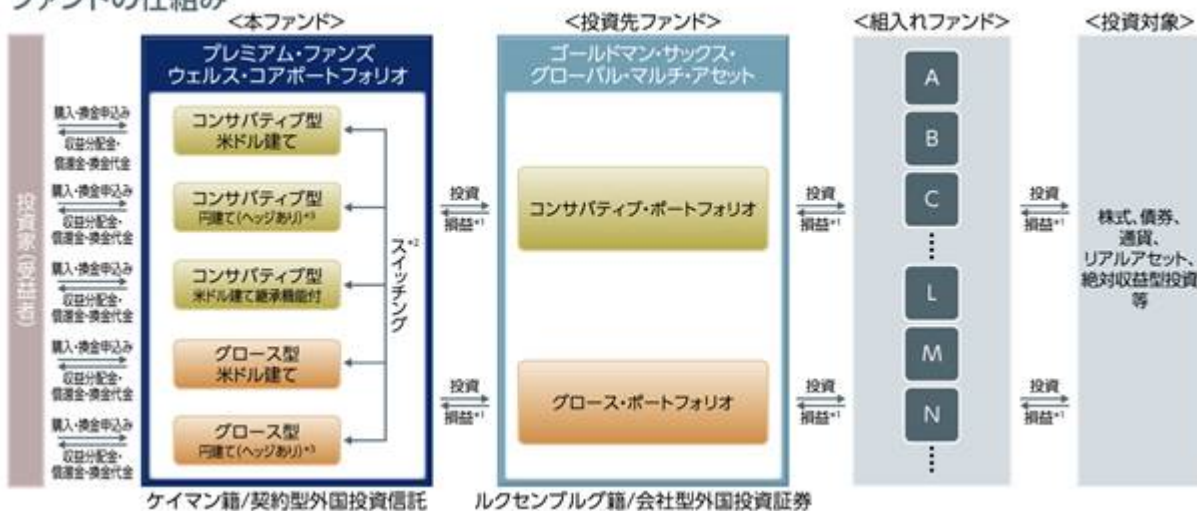 ファンドの仕組み
<本ファンド>
<投資先ファンド>
<組入れファンド>
<投資対象>
プレミアム・ファンズ
ウェルス・コアポートフォリオ
ゴールドマン・サックス・
グローバル・マルチ・アセット
投資家(受益者)
購入・換金申込み
収益分配金・
償還金・換金代金
購入・換金申込み
収益分配金・
償還金・換金代金
購入・換金申込み
収益分配金・
償還金・換金代金
購入・換金申込み
収益分配金・
償還金・換金代金
購入・換金申込み
収益分配金・
償還金・換金代金
コンサバティブ型
米ドル建て
コンサバティブ型
円建て(ヘッジあり)*3
コンサバティブ型
米ドル建て継承機能付
グロース型
米ドル建て
グロース型
円建て(ヘッジあり)*3
スイッチング*2
投資
損益*1
投資
損益*1
コンサバティブ・ポートフォリオ
グロース・ポートフォリオ
投資
損益*1
投資
損益*1
A
B
C
L
M
N
投資
損益*1
投資
損益*1
株式、債券、
通貨、
リアルアセット、
絶対収益型投資
等
ケイマン籍/契約型外国投資信託
ルクセンブルグ籍/会社型外国投資証券